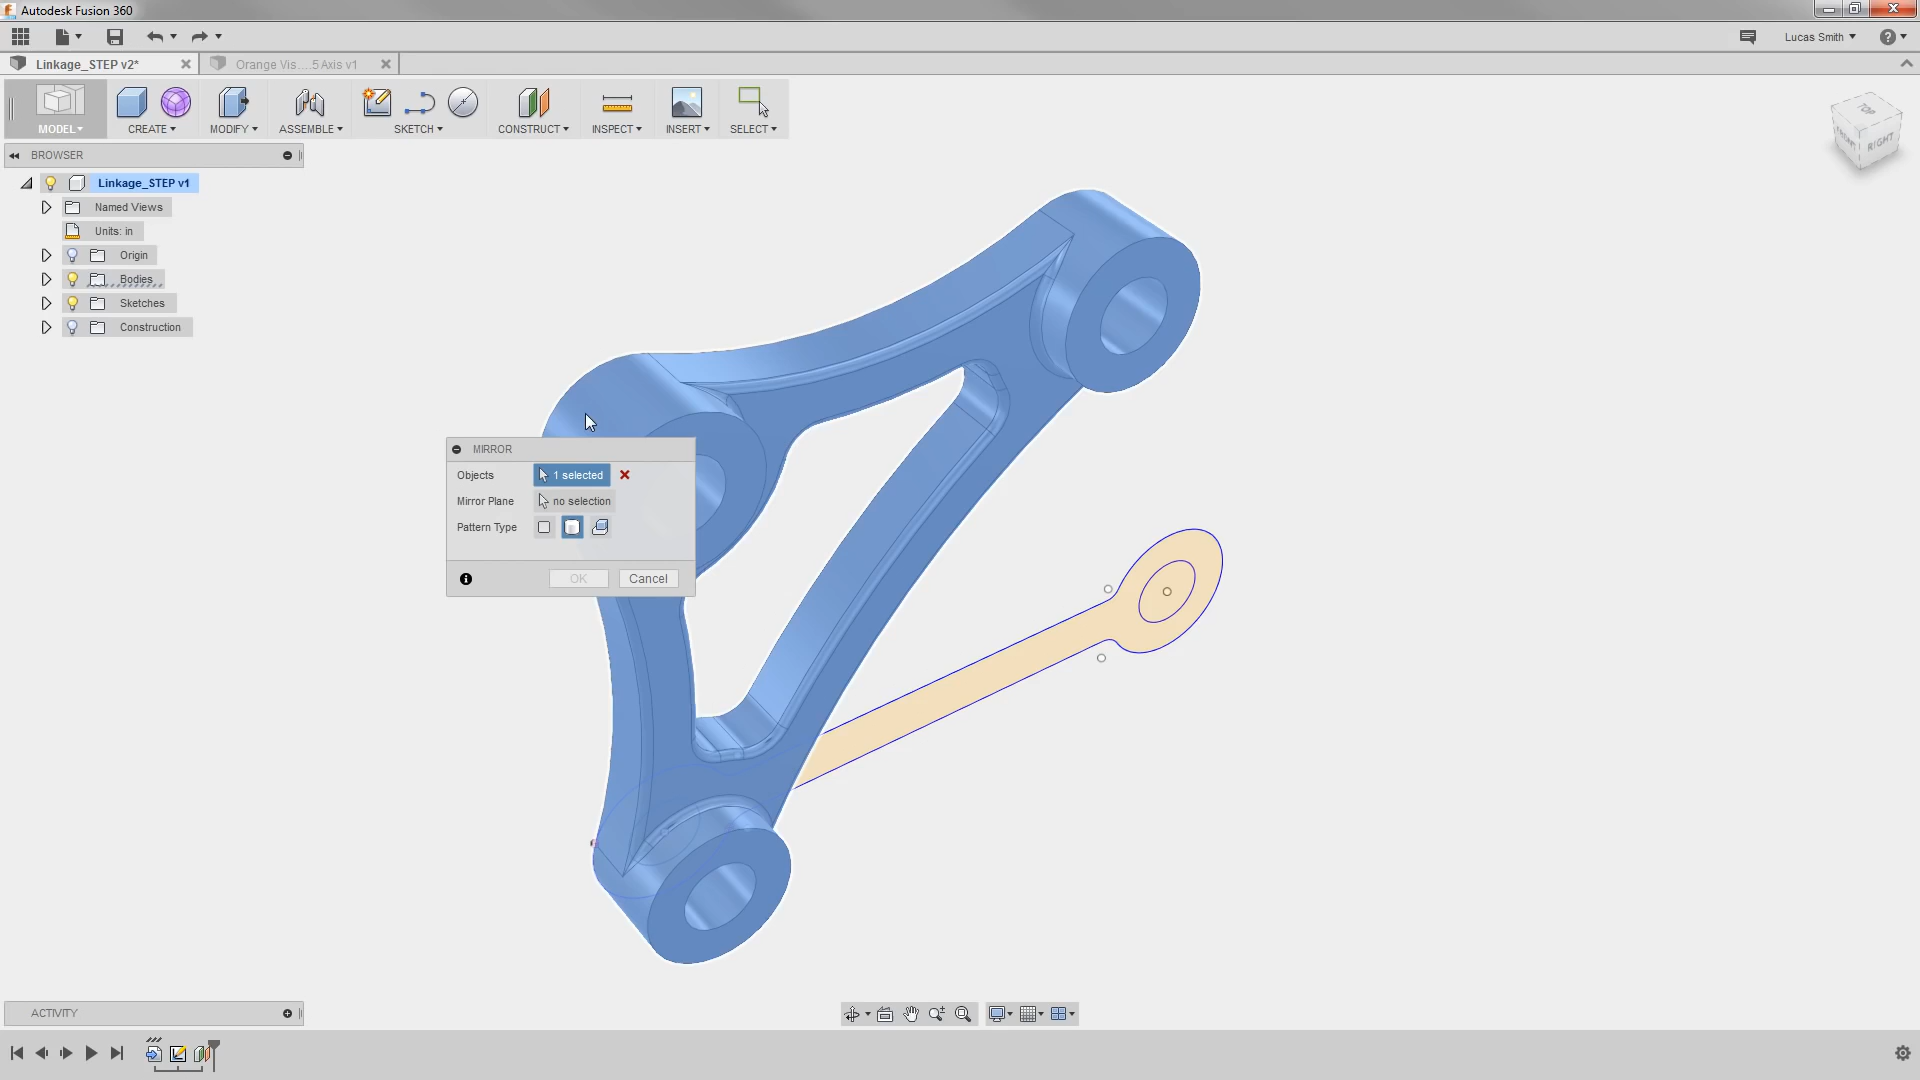 Autodesk Fusion 360
Lucas Smith
Linkage_STEP v2*
Orange Vis....5 Axis v1
MODEL
CREATE
MODIFY
ASSEMBLE
SKETCH
CONSTRUCT
INSPECT
INSERT
SELECT
TOP
FRONT
RIGHT
BROWSER
Linkage_STEP v1
Named Views
Units: in
Origin
Bodies
Sketches
Construction
MIRROR
Objects
1 selected
Mirror Plane
no selection
Pattern Type
OK
Cancel
ACTIVITY